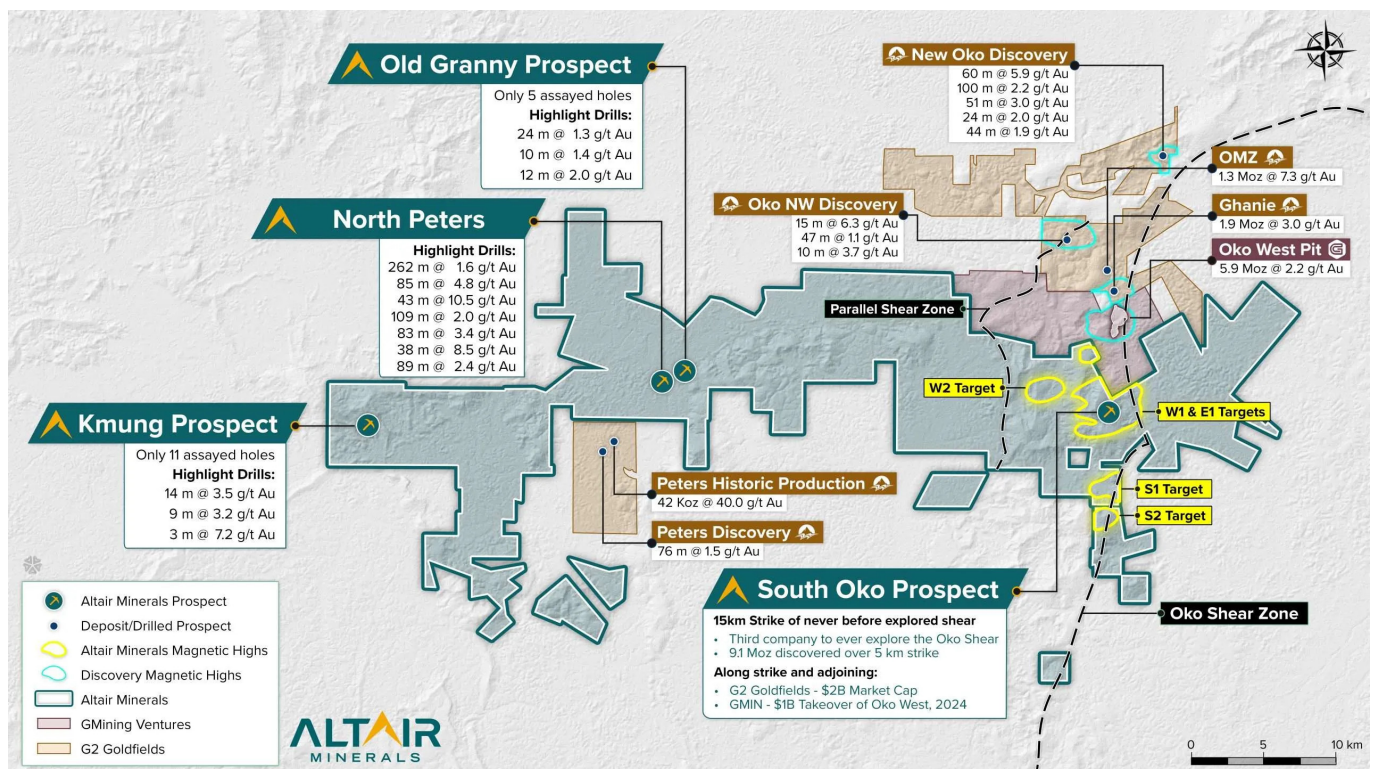 Old Granny Prospect
Only 5 assayed holes
Highlight Drills:
24 m @ 1.3 g/t Au
10 m @ 1.4 g/t Au
12 m @ 2.0 g/t Au
North Peters
Highlight Drills:
262 m @ 1.6 g/t Au
85 m @ 4.8 g/t Au
43 m @ 10.5 g/t Au
109 m @ 2.0 g/t Au
83 m @ 3.4 g/t Au
38 m @ 8.5 g/t Au
89 m @ 2.4 g/t Au
Kmung Prospect
Only 11 assayed holes
Highlight Drills:
14 m @ 3.5 g/t Au
9 m @ 3.2 g/t Au
3 m @ 7.2 g/t Au
New Oko Discovery
60 m @ 5.9 g/t Au
100 m @ 2.2 g/t Au
51 m @ 3.0 g/t Au
24 m @ 2.0 g/t Au
44 m @ 1.9 g/t Au
OMZ
1.3 Moz @ 7.3 g/t Au
Oko NW Discovery
15 m @ 6.3 g/t Au
47 m @ 1.1 g/t Au
10 m @ 3.7 g/t Au
Ghanie
1.9 Moz @ 3.0 g/t Au
Oko West Pit
5.9 Moz @ 2.2 g/t Au
Parallel Shear Zone
W2 Target
W1 & E1 Targets
S1 Target
S2 Target
Peters Historic Production
42 Koz @ 40.0 g/t Au
Peters Discovery
76 m @ 1.5 g/t Au
South Oko Prospect
15km Strike of never before explored shear
• Third company to ever explore the Oko Shear
• 9.1 Moz discovered over 5 km strike
Along strike and adjoining:
• G2 Goldfields - $2B Market Cap
• GMIN - $1B Takeover of Oko West, 2024
Oko Shear Zone
Altair Minerals Prospect
Deposit/Drilled Prospect
Altair Minerals Magnetic Highs
Discovery Magnetic Highs
Altair Minerals
GMining Ventures
G2 Goldfields
ALTAIR
MINERALS
0 5 10 km